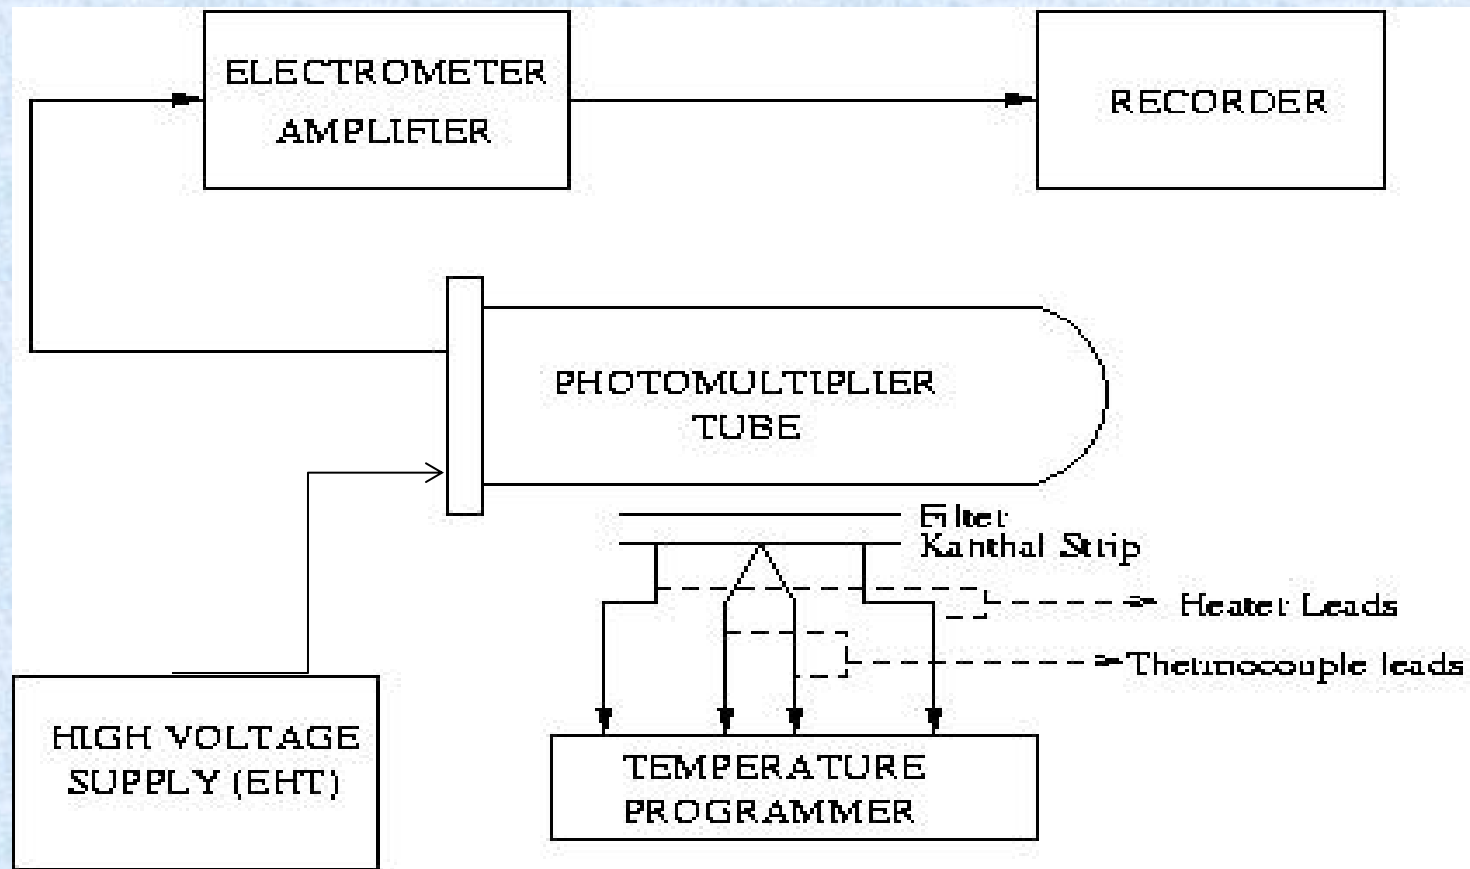 ELECTROMETER
AMPLIFIER
RECORDER
PHOTOMULTIPLIER
TUBE
Filter
Kanthal Strip
Heater Leads
Thermocouple leads
HIGH VOLTAGE
SUPPLY (EHT)
TEMPERATURE
PROGRAMMER